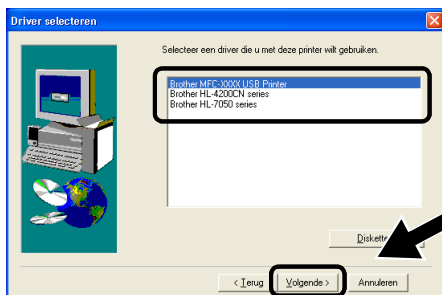 Driver selecteren
Selecteer een driver die u met deze printer wilt gebruiken.
Brother MFC-XXXX USB Printer
Brother HL-4200CN series
Brother HL-7050 series
< Terug
Volgende >
Annuleren